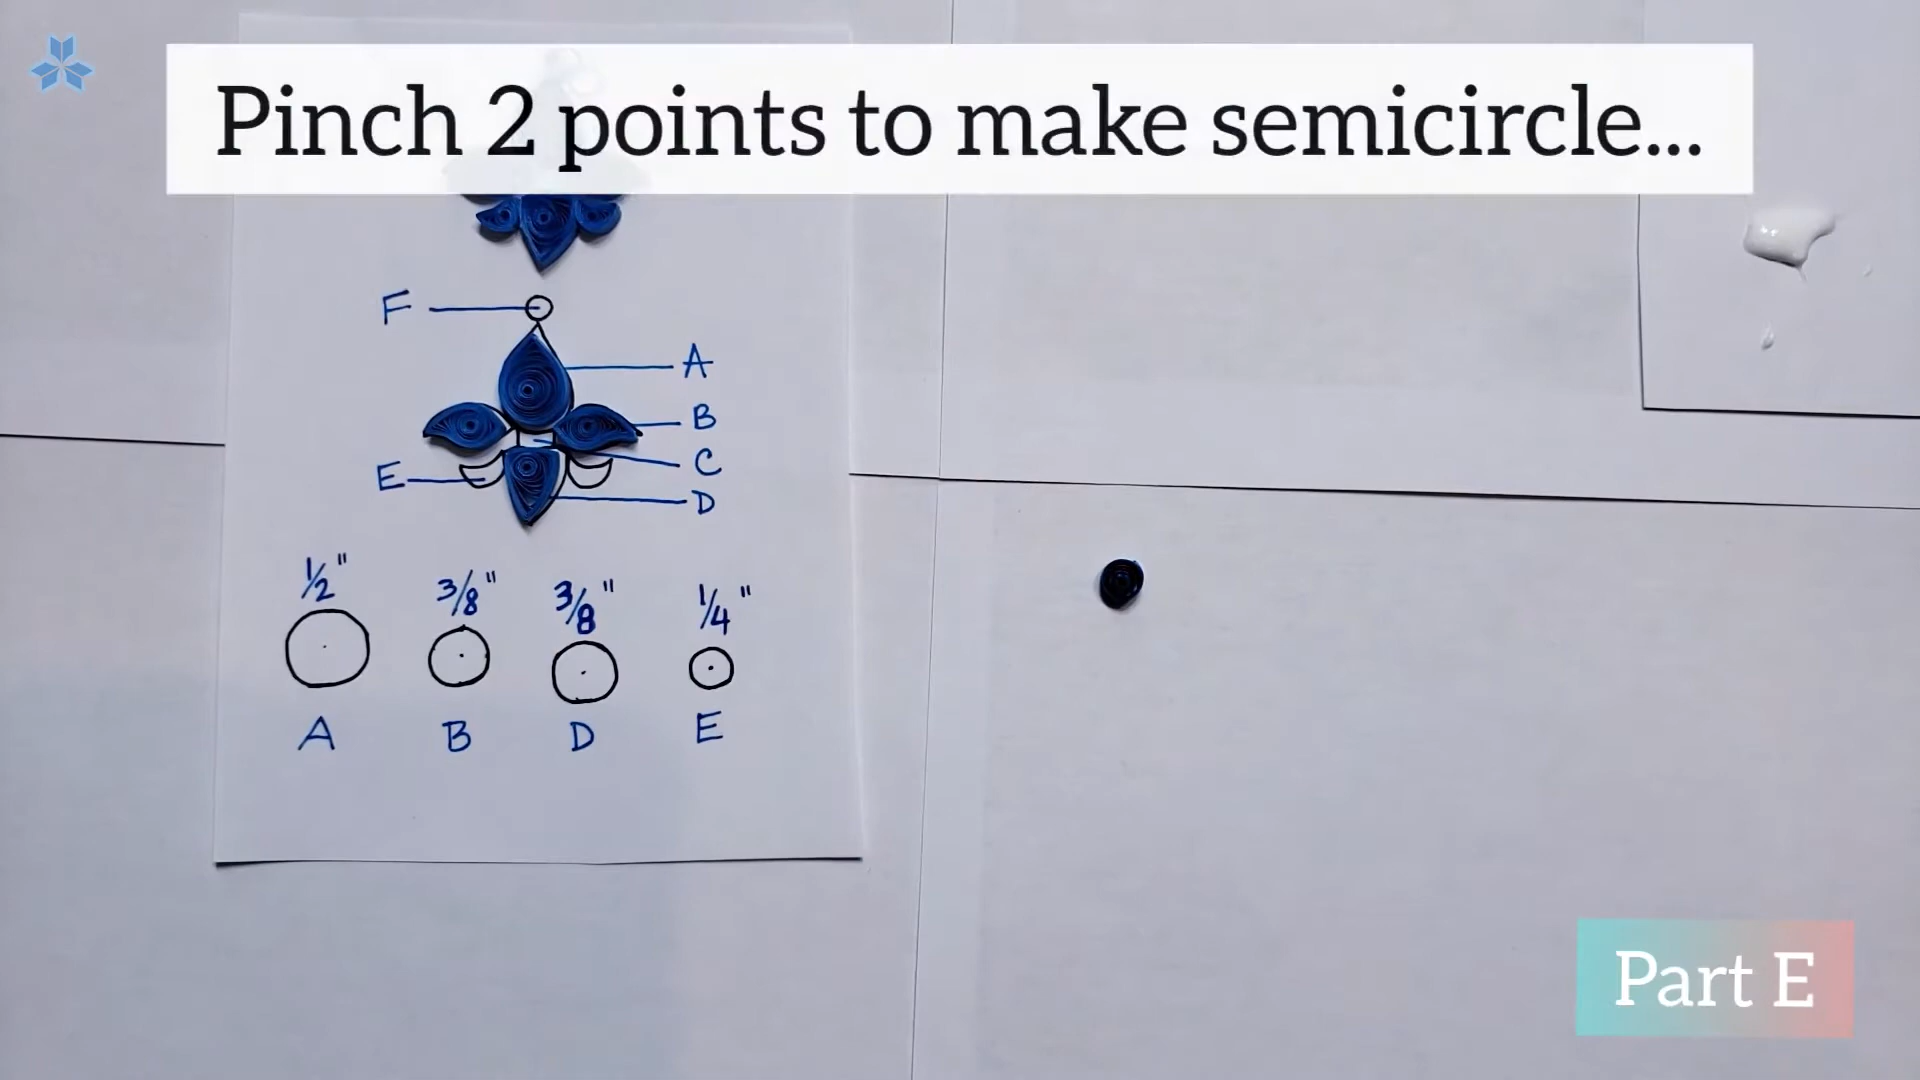 Pinch 2 points to make semicircle...
F
A
B
E
C
D
1/2" 3/8" 3/8" 1/4"
A B D E
Part E